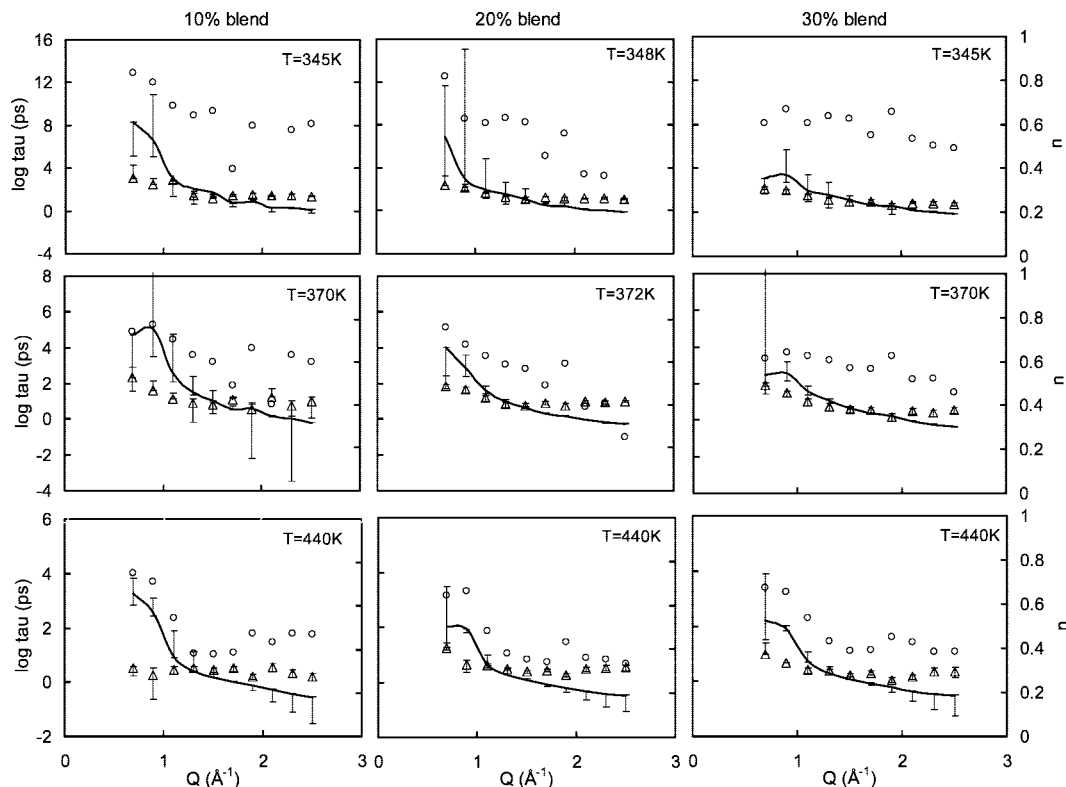 10% blend
20% blend
30% blend
16
12
8
4
0
-4
log tau (ps)
T=345K
T=348K
T=345K
1
0.8
0.6
0.4
0.2
0
n
8
6
4
2
0
-2
-4
log tau (ps)
T=370K
T=372K
T=370K
1
0.8
0.6
0.4
0.2
0
n
6
4
2
0
-2
log tau (ps)
T=440K
T=440K
T=440K
1
0.8
0.6
0.4
0.2
0
n
0 1 2 3
0 1 2 3
0 1 2 3
Q (Å⁻¹)
Q (Å⁻¹)
Q (Å⁻¹)